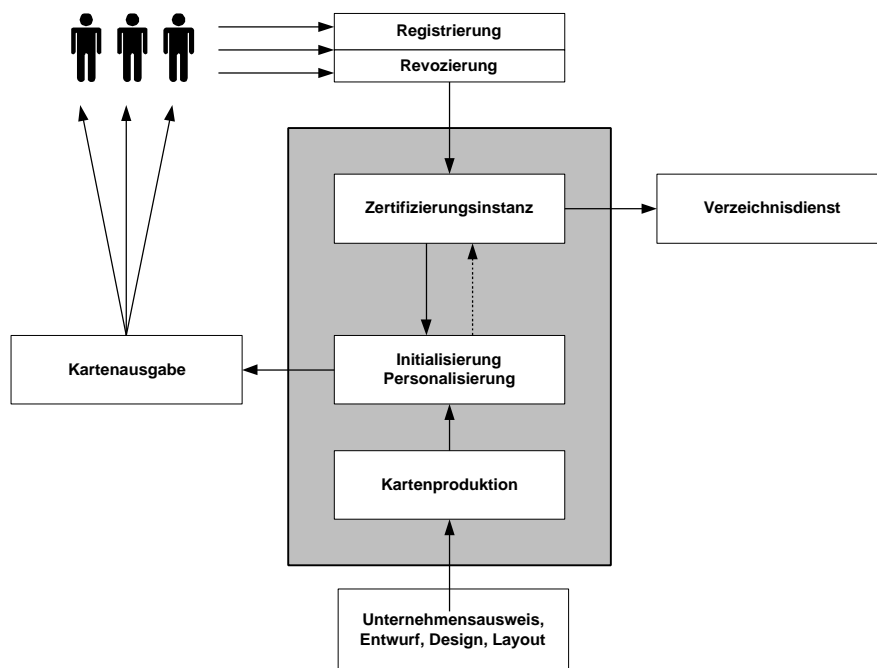 Registrierung
Revozierung
Zertifizierungsinstanz
Verzeichnisdienst
Kartenausgabe
Initialisierung
Personalisierung
Kartenproduktion
Unternehmensausweis,
Entwurf, Design, Layout